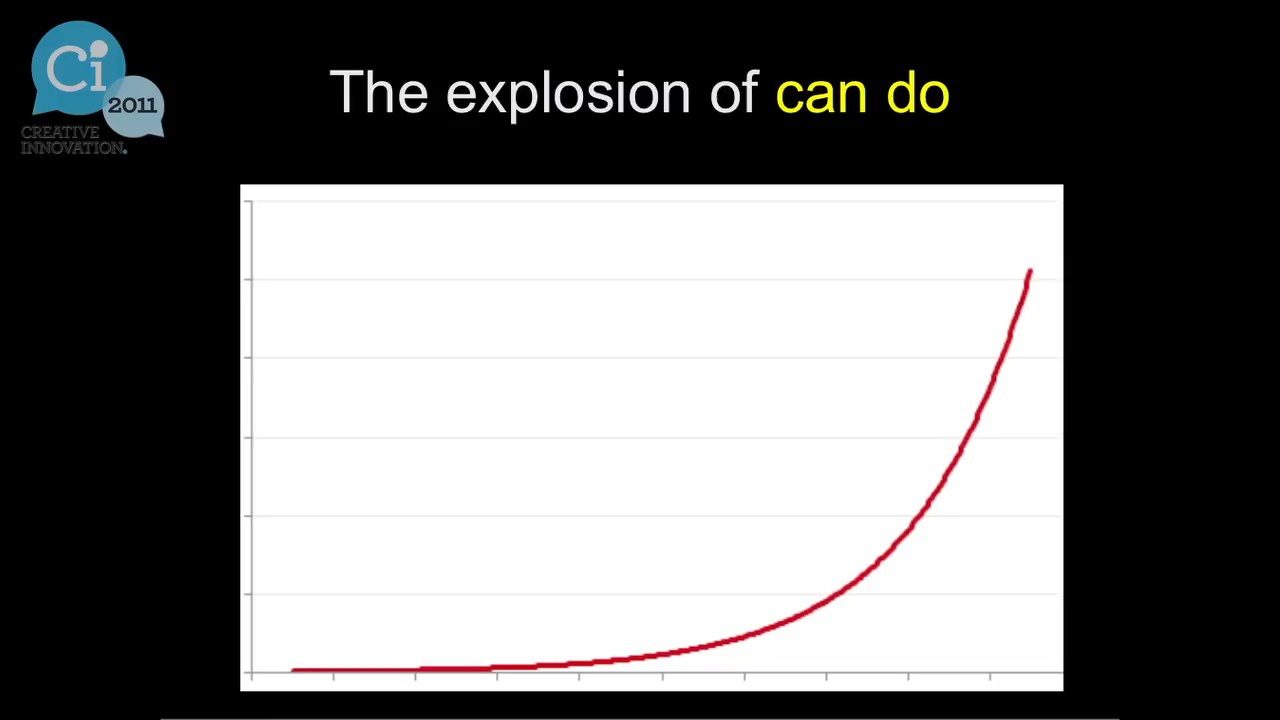 Ci
2011
CREATIVE
INNOVATION.
The explosion of can do